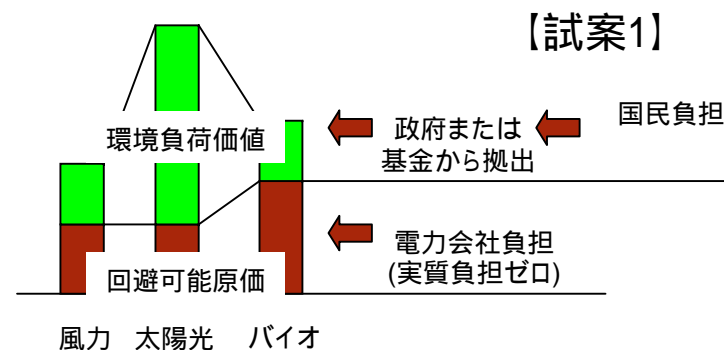 【試案1】
国民負担
環境負荷価値
政府または
基金から拠出
電力会社負担
(実質負担ゼロ)
回避可能原価
風力 太陽光 バイオ